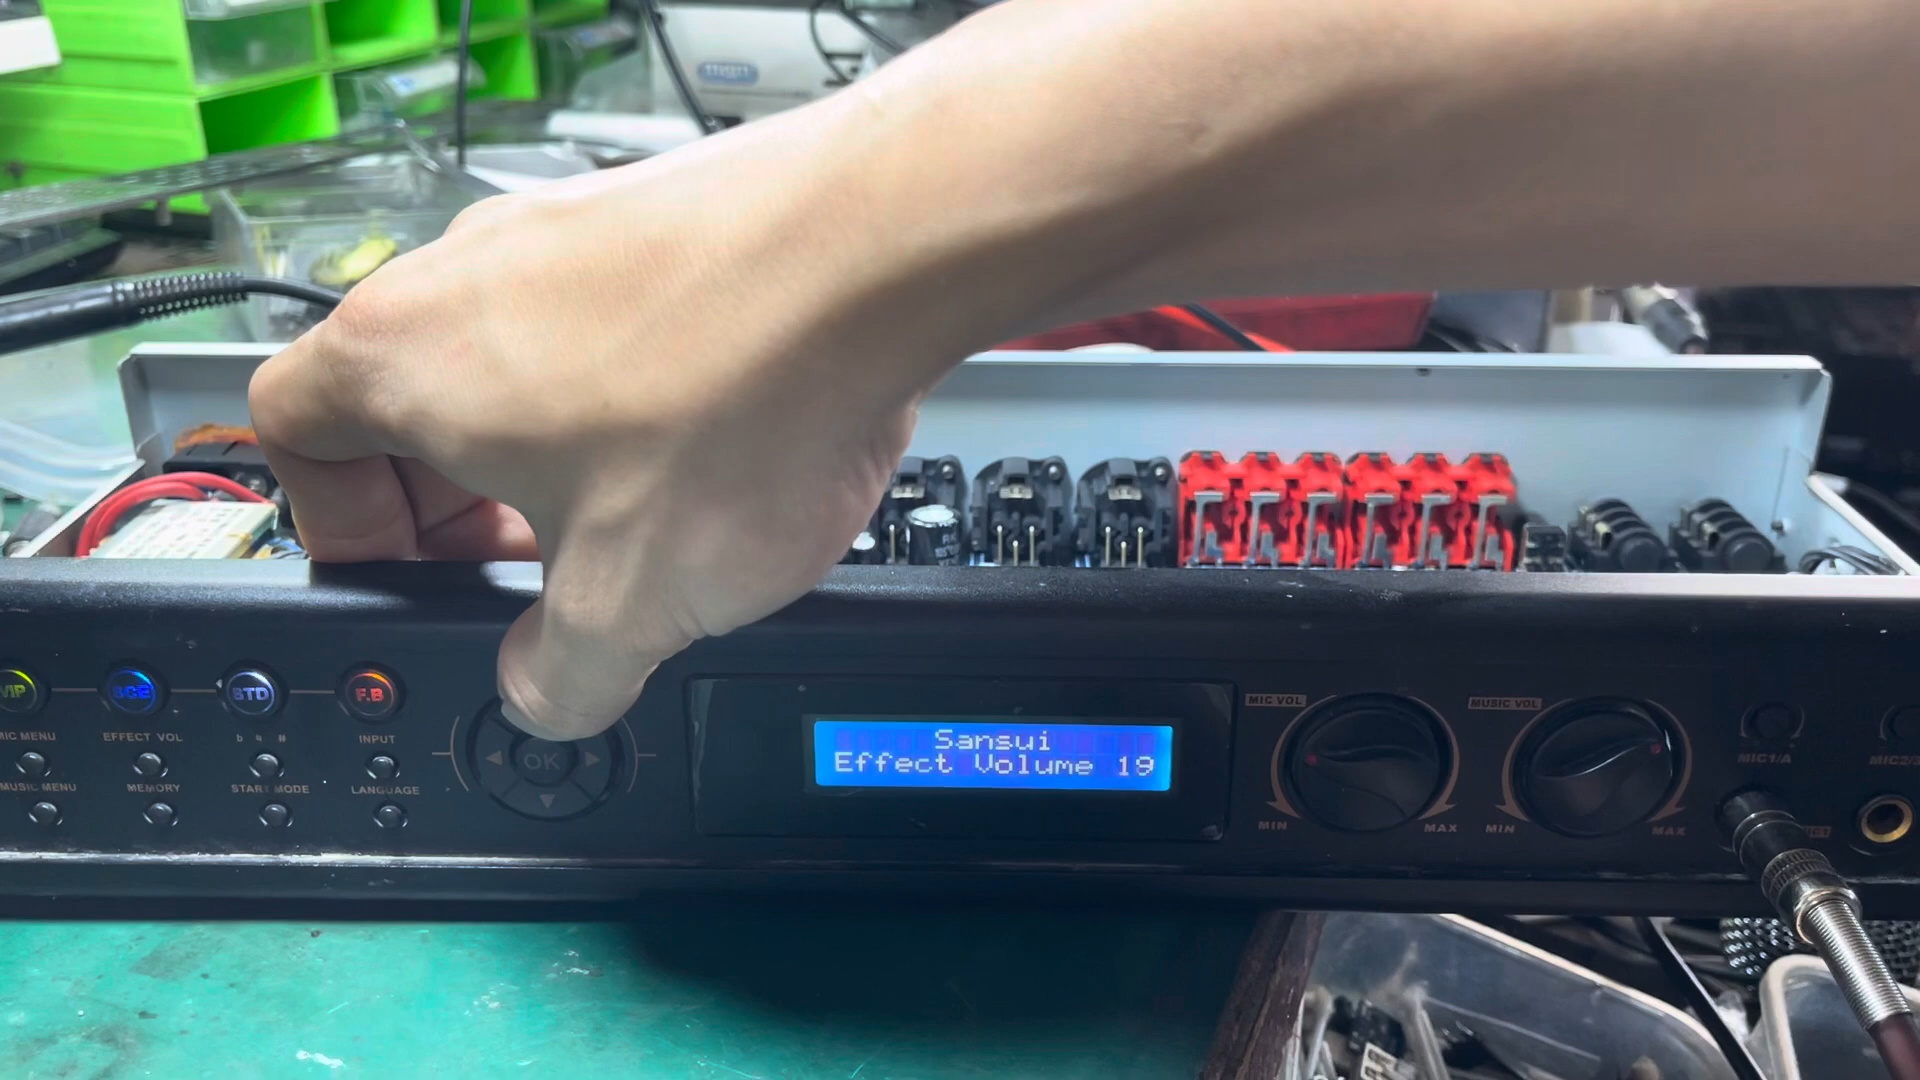 VIP
SCE
STD
F.B
MIC MENU
EFFECT VOL
b ♮ #
INPUT
MUSIC MENU
MEMORY
START MODE
LANGUAGE
OK
Sansui
Effect Volume 19
MIC VOL
MIN
MAX
MUSIC VOL
MIN
MAX
MIC1/A